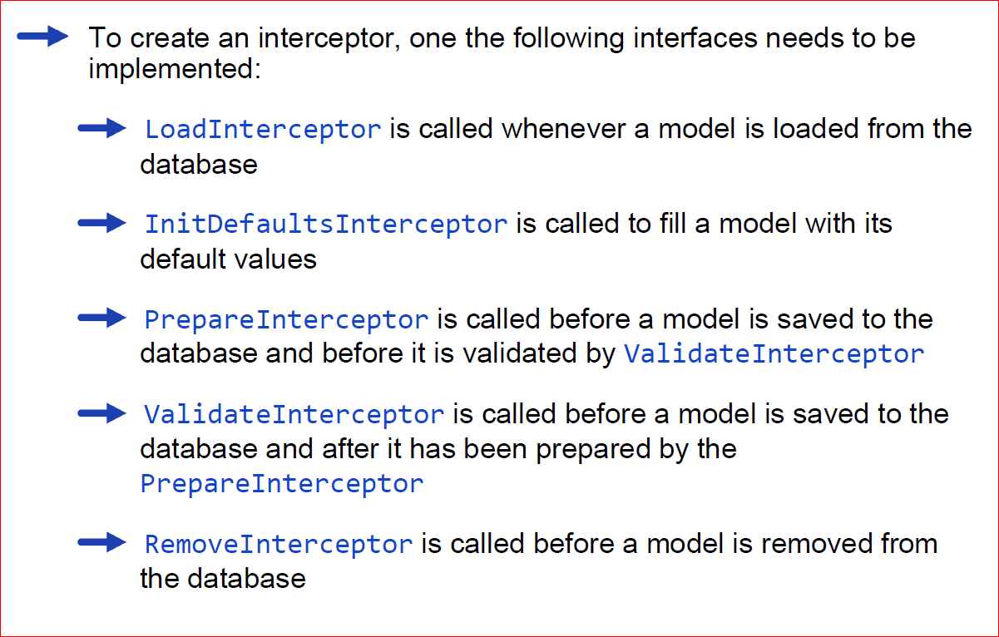 To create an interceptor, one the following interfaces needs to be
implemented:
LoadInterceptor is called whenever a model is loaded from the
database
InitDefaultsInterceptor is called to fill a model with its
default values
PrepareInterceptor is called before a model is saved to the
database and before it is validated by ValidateInterceptor
ValidateInterceptor is called before a model is saved to the
database and after it has been prepared by the
PrepareInterceptor
RemoveInterceptor is called before a model is removed from
the database